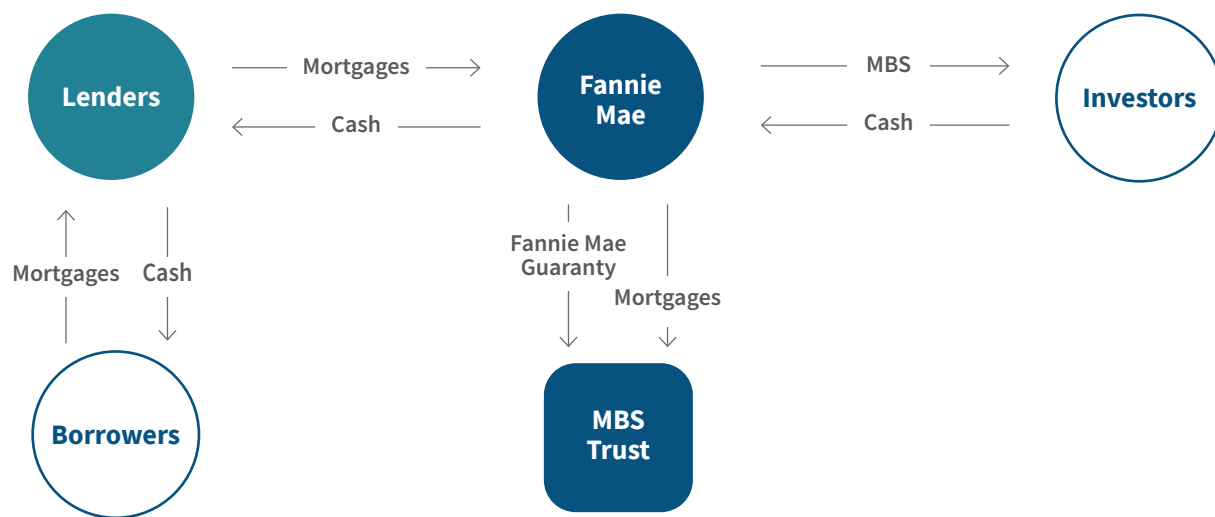 Lenders
Mortgages
Cash
Fannie
Mae
MBS
Cash
Investors
Mortgages
Cash
Fannie Mae
Guaranty
Mortgages
Borrowers
MBS
Trust